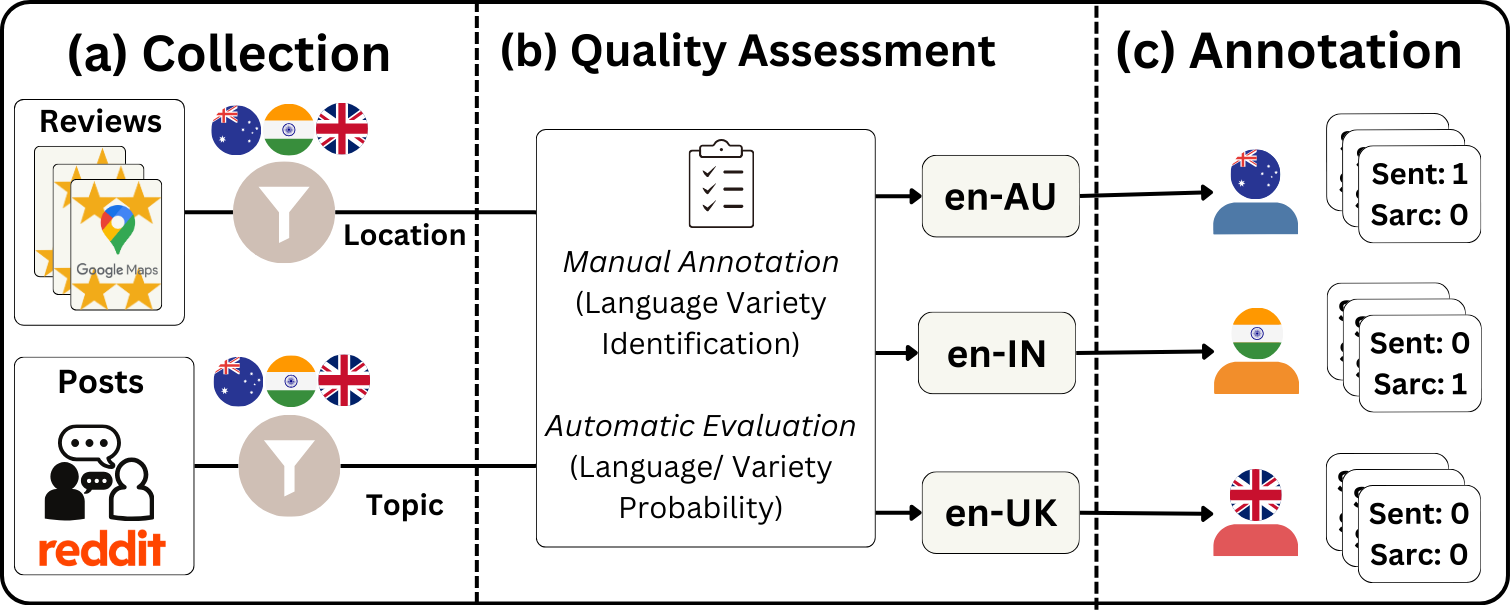 (a) Collection
Reviews
Google Maps
Location
Posts
reddit
Topic
(b) Quality Assessment
Manual Annotation
(Language Variety
Identification)
Automatic Evaluation
(Language/ Variety
Probability)
en-AU
en-IN
en-UK
(c) Annotation
Sent: 1
Sarc: 0
Sent: 0
Sarc: 1
Sent: 0
Sarc: 0